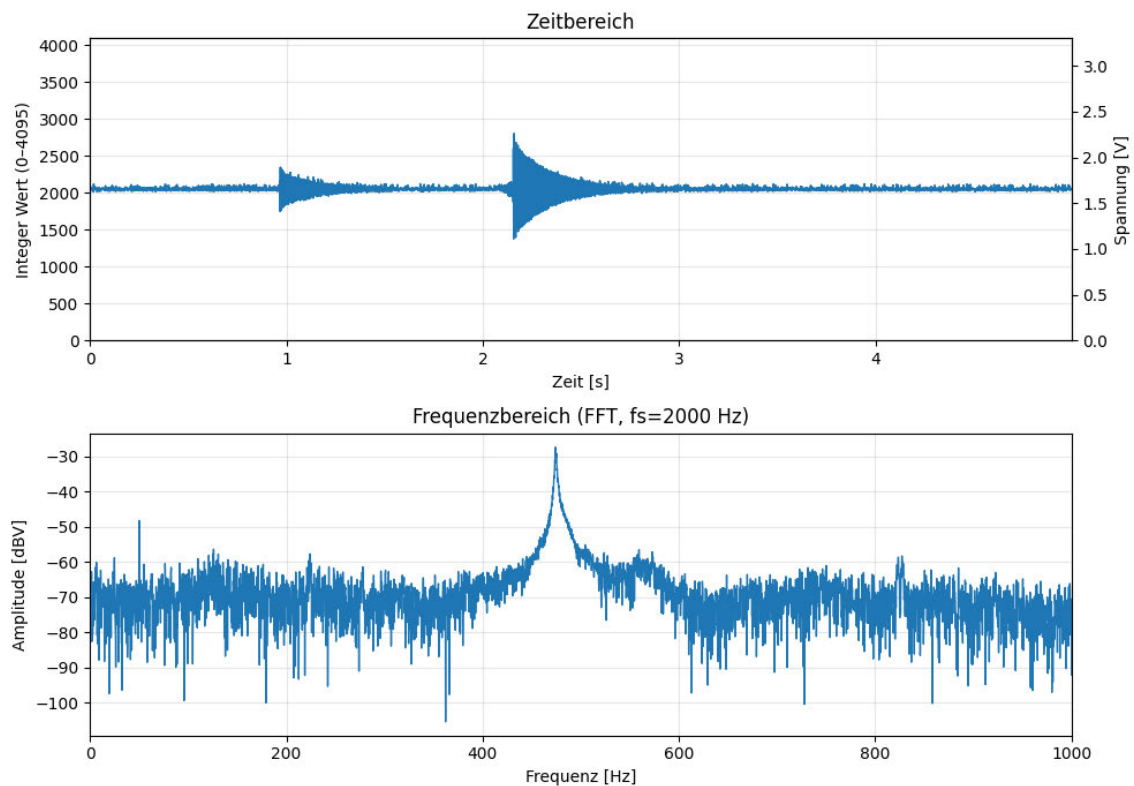 Zeitbereich
4000
3500
3000
2500
2000
1500
1000
500
0
Integer Wert (0–4095)
3.0
2.5
2.0
1.5
1.0
0.5
0.0
Spannung [V]
0 1 2 3 4
Zeit [s]
Frequenzbereich (FFT, fs=2000 Hz)
−30
−40
−50
−60
−70
−80
−90
−100
Amplitude [dBV]
0 200 400 600 800 1000
Frequenz [Hz]